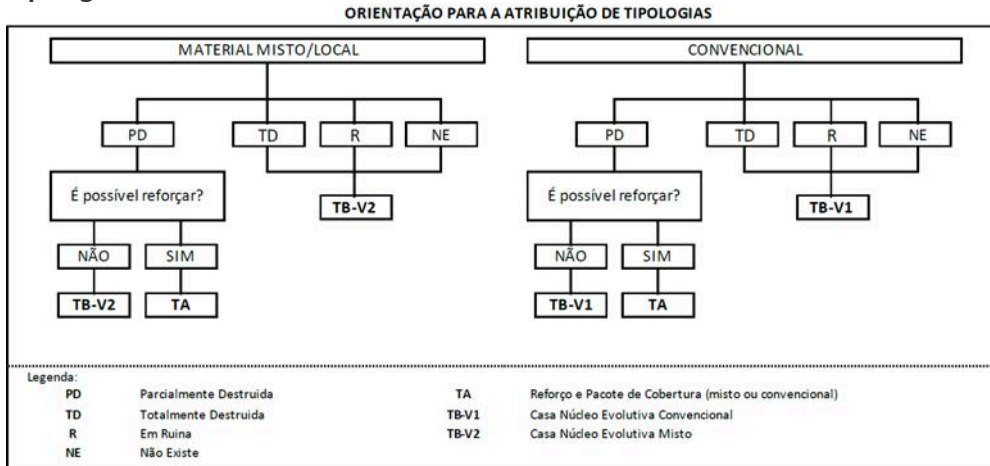 ORIENTAÇÃO PARA A ATRIBUIÇÃO DE TIPOLOGIAS
MATERIAL MISTO/LOCAL
CONVENCIONAL
PD TD R NE
PD TD R NE
É possível reforçar?
TB-V2
É possível reforçar?
TB-V1
NÃO SIM
NÃO SIM
TB-V2 TA
TB-V1 TA
Legenda:
PD Parcialmente Destruida
TA Reforço e Pacote de Cobertura (misto ou convencional)
TD Totalmente Destruida
TB-V1 Casa Núcleo Evolutiva Convencional
R Em Ruina
TB-V2 Casa Núcleo Evolutiva Misto
NE Não Existe